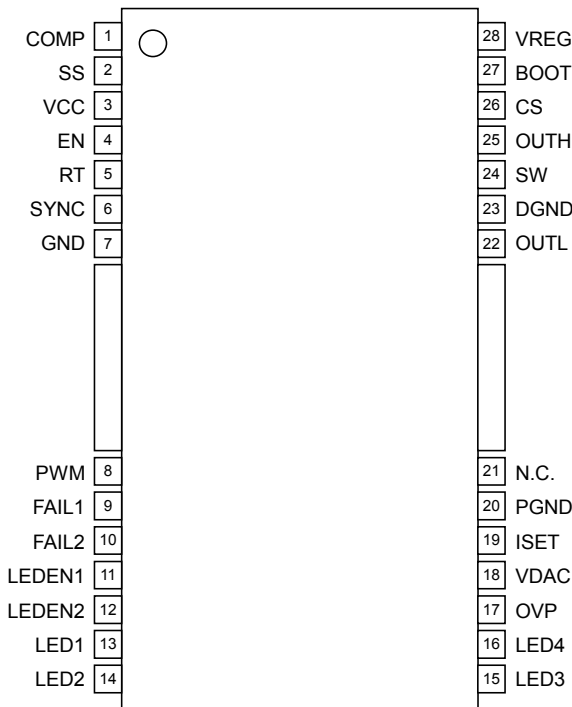 COMP 1 28 VREG
SS 2 27 BOOT
VCC 3 26 CS
EN 4 25 OUTH
RT 5 24 SW
SYNC 6 23 DGND
GND 7 22 OUTL
PWM 8 21 N.C.
FAIL1 9 20 PGND
FAIL2 10 19 ISET
LEDEN1 11 18 VDAC
LEDEN2 12 17 OVP
LED1 13 16 LED4
LED2 14 15 LED3